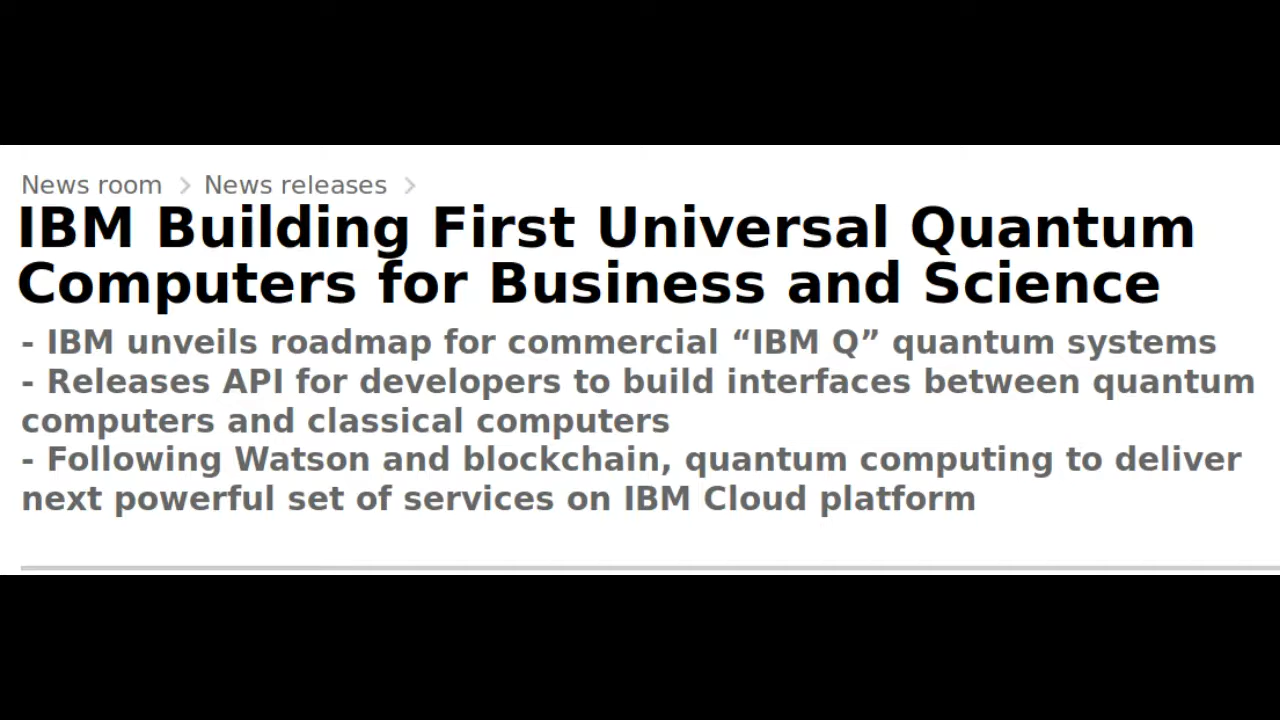 News room > News releases >
IBM Building First Universal Quantum
Computers for Business and Science
- IBM unveils roadmap for commercial “IBM Q” quantum systems
- Releases API for developers to build interfaces between quantum
computers and classical computers
- Following Watson and blockchain, quantum computing to deliver
next powerful set of services on IBM Cloud platform